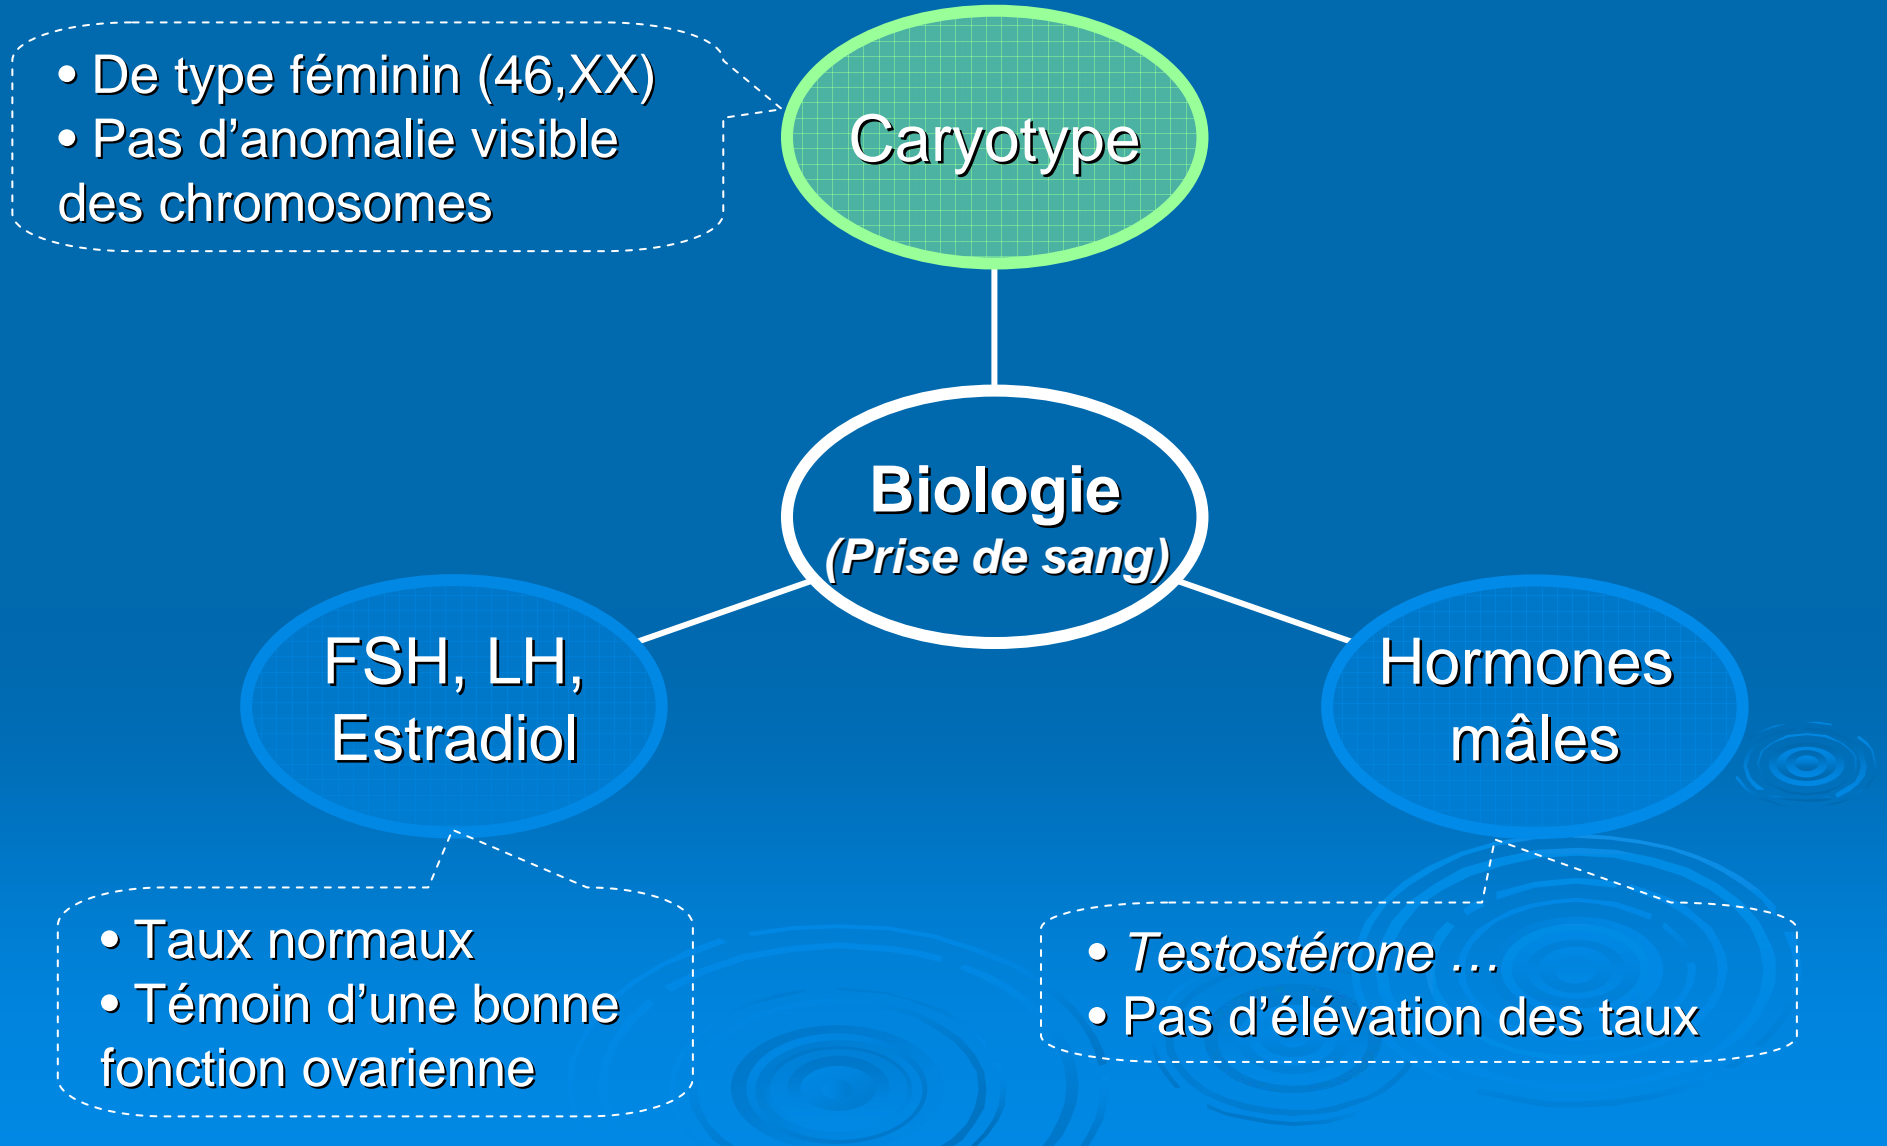 • De type féminin (46,XX)
• Pas d’anomalie visible
des chromosomes
Caryotype
Biologie
(Prise de sang)
FSH, LH,
Estradiol
Hormones
mâles
• Taux normaux
• Témoin d’une bonne
fonction ovarienne
• Testostérone …
• Pas d’élévation des taux